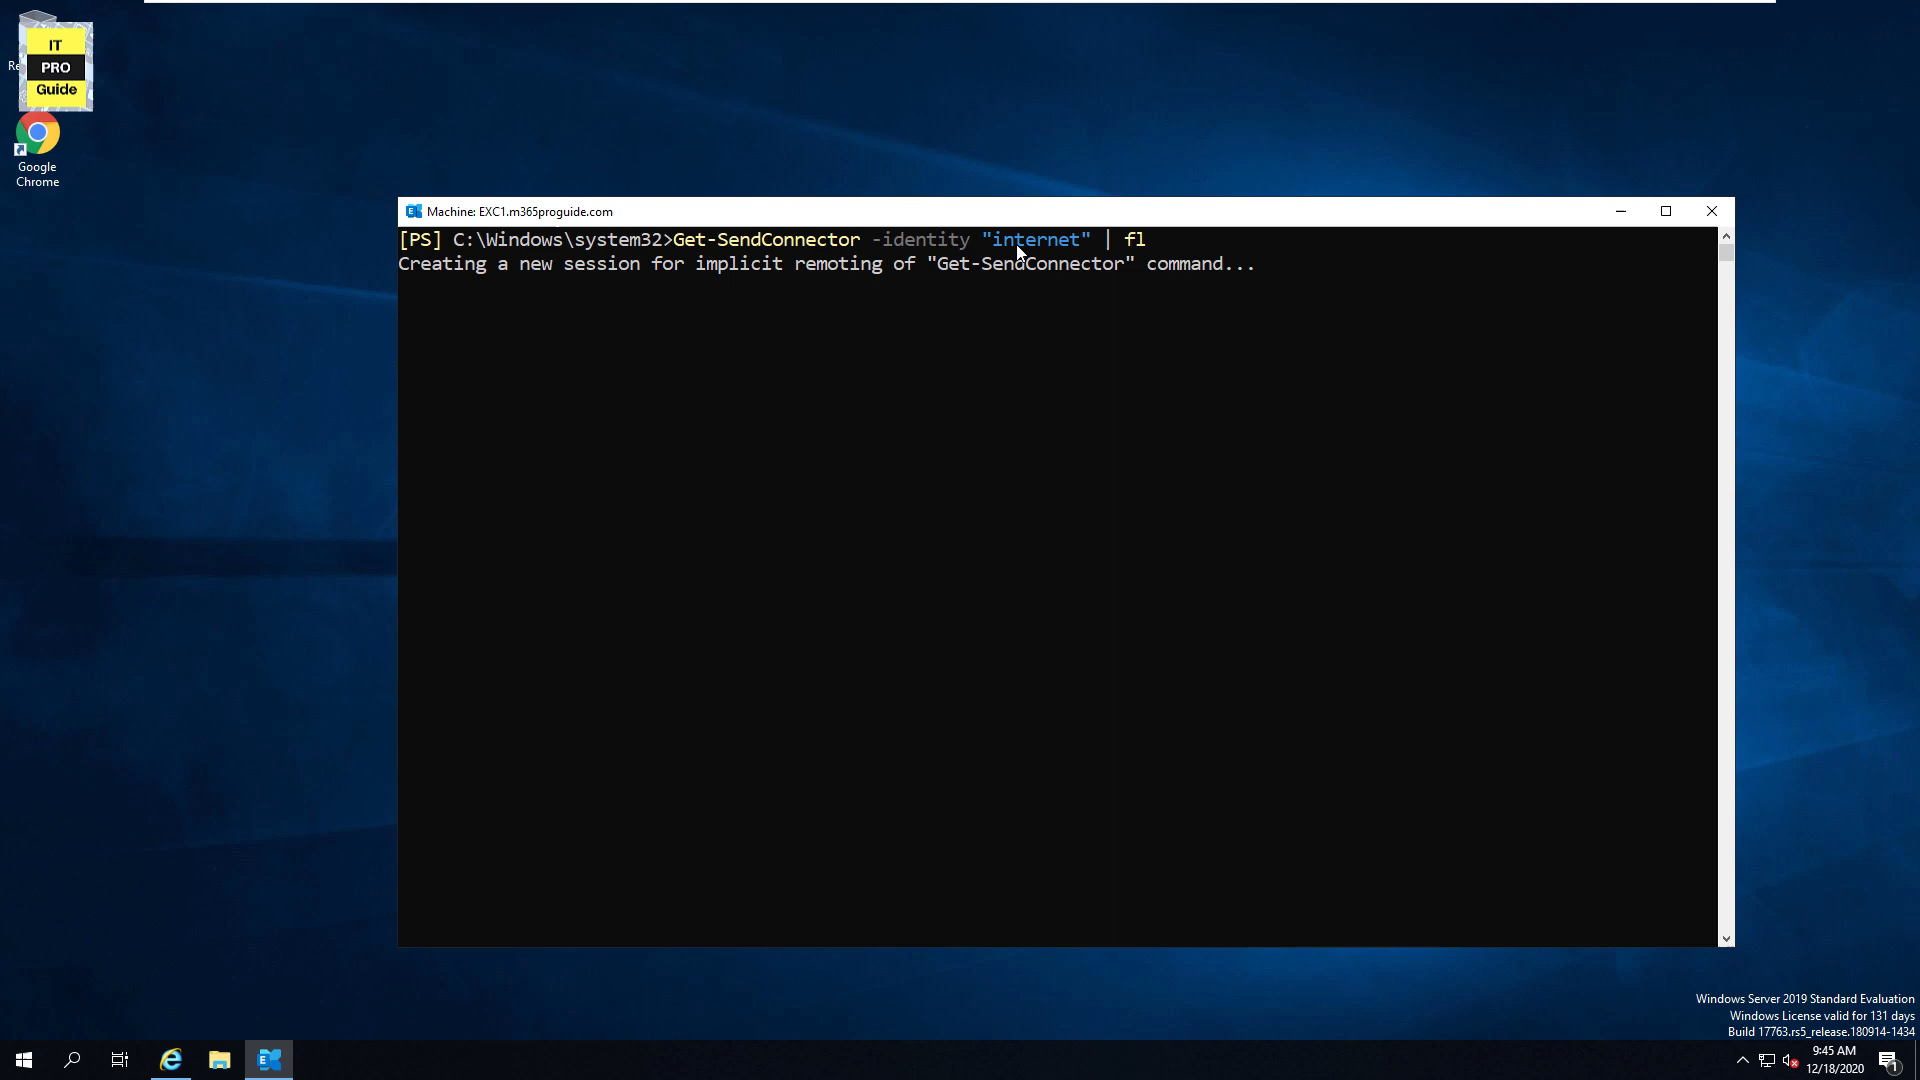 IT
PRO
Guide
Re
Google
Chrome
Machine: EXC1.m365proguide.com
[PS] C:\Windows\system32>Get-SendConnector -identity "internet" | fl
Creating a new session for implicit remoting of "Get-SendConnector" command...
Windows Server 2019 Standard Evaluation
Windows License valid for 131 days
Build 17763.rs5_release.180914-1434
9:45 AM
12/18/2020
1